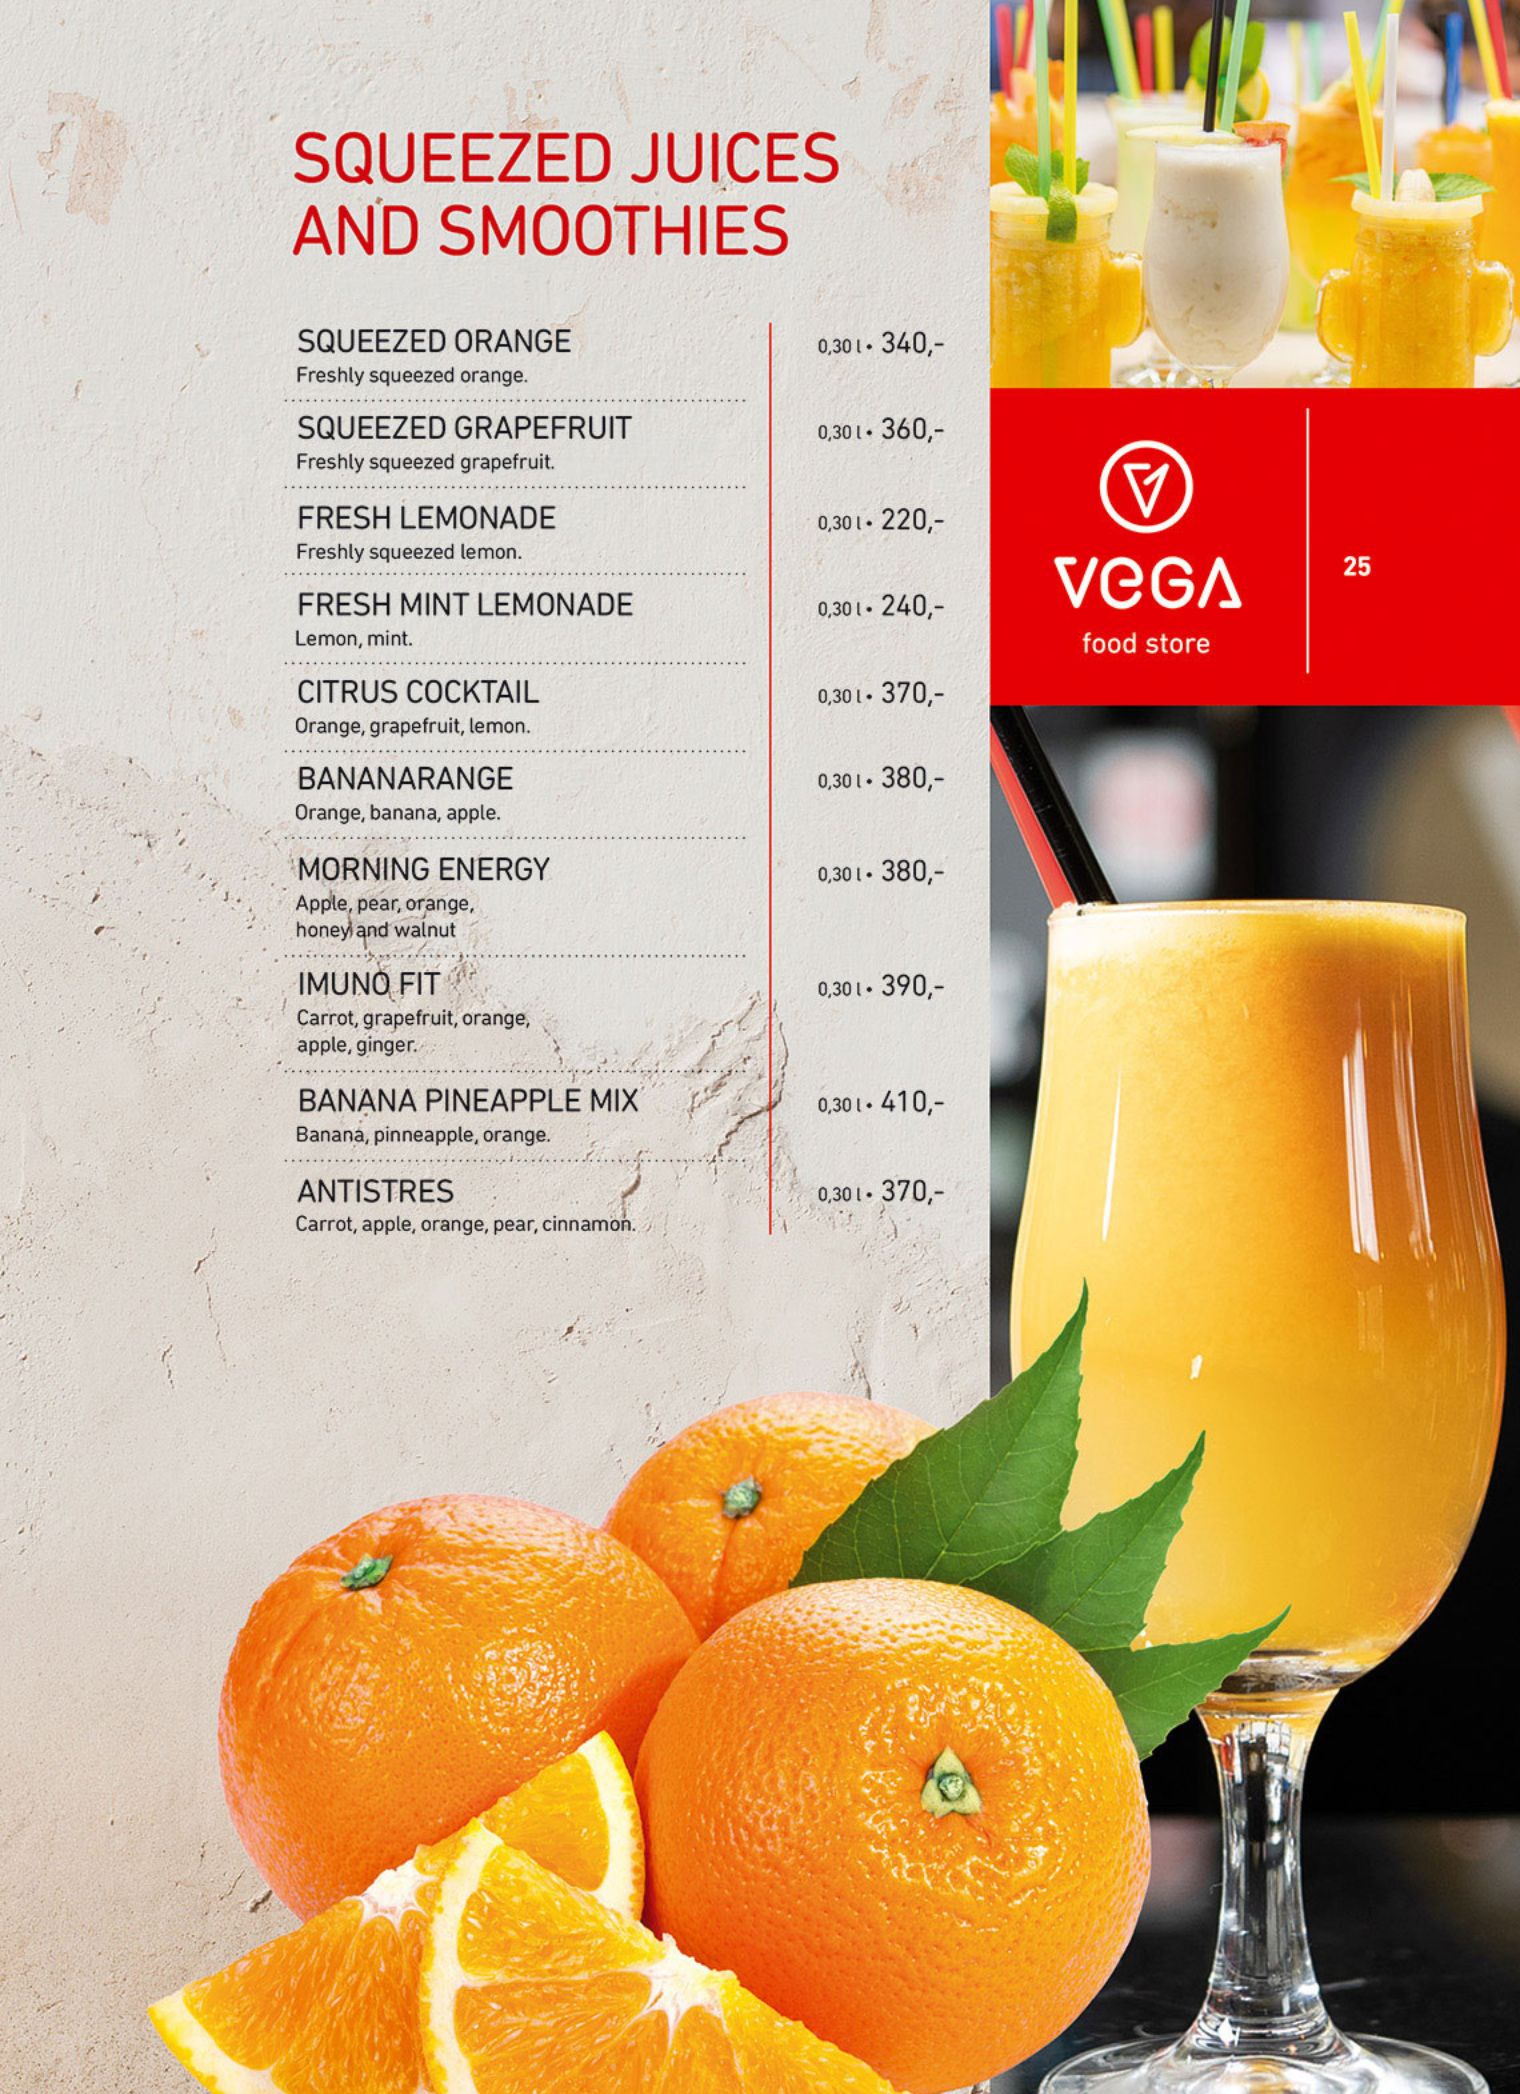 SQUEEZED JUICES
AND SMOOTHIES
SQUEEZED ORANGE 0,30 l • 340,-
Freshly squeezed orange.
SQUEEZED GRAPEFRUIT 0,30 l • 360,-
Freshly squeezed grapefruit.
FRESH LEMONADE 0,30 l • 220,-
Freshly squeezed lemon.
FRESH MINT LEMONADE 0,30 l • 240,-
Lemon, mint.
CITRUS COCKTAIL 0,30 l • 370,-
Orange, grapefruit, lemon.
BANANARANGE 0,30 l • 380,-
Orange, banana, apple.
MORNING ENERGY 0,30 l • 380,-
Apple, pear, orange,
honey and walnut
IMUNO FIT 0,30 l • 390,-
Carrot, grapefruit, orange,
apple, ginger.
BANANA PINEAPPLE MIX 0,30 l • 410,-
Banana, pinneapple, orange.
ANTISTRES 0,30 l • 370,-
Carrot, apple, orange, pear, cinnamon.
VEGA
food store
25